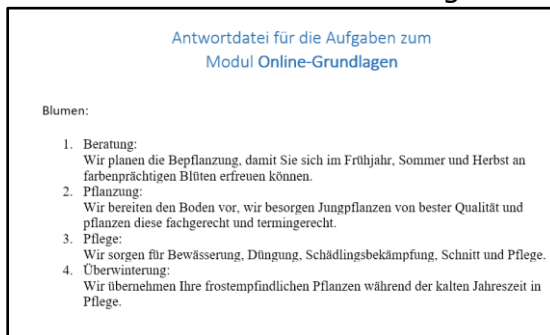 Antwortdatei für die Aufgaben zum
Modul Online-Grundlagen
Blumen:
1. Beratung:
Wir planen die Bepflanzung, damit Sie sich im Frühjahr, Sommer und Herbst an
farbenprächtigen Blüten erfreuen können.
2. Pflanzung:
Wir bereiten den Boden vor, wir besorgen Jungpflanzen von bester Qualität und
pflanzen diese fachgerecht und termingerecht.
3. Pflege:
Wir sorgen für Bewässerung, Düngung, Schädlingsbekämpfung, Schnitt und Pflege.
4. Überwinterung:
Wir übernehmen Ihre frostempfindlichen Pflanzen während der kalten Jahreszeit in
Pflege.